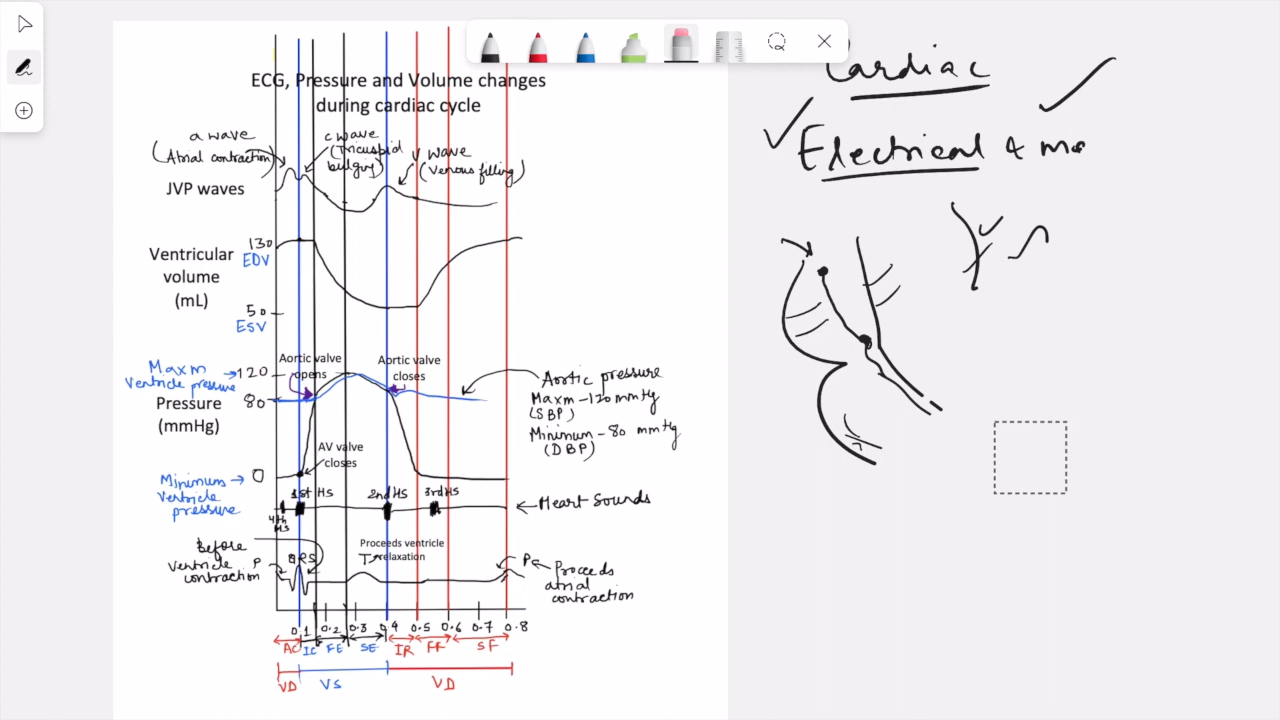 ECG, Pressure and Volume changes
during cardiac cycle
a wave
(Atrial contraction)
c wave
(Tricuspid
bulging)
v wave
(Venous filling)
JVP waves
Ventricular
volume
(mL)
130
EDV
50
ESV
Aortic valve
opens
Aortic valve
closes
Maxm
Ventricle pressure
120
80
Pressure
(mmHg)
Aortic pressure
Maxm - 120 mmHg
(SBP)
Minimum - 80 mmHg
(DBP)
AV valve
closes
0
Minimum
Ventricle
pressure
1st HS
2nd HS
3rd HS
4th
HS
Heart Sounds
Before
Ventricle
contraction
P
QRS
Proceeds ventricle
relaxation
T
P
Proceeds
atrial
contraction
0.1 0.2 0.3 0.4 0.5 0.6 0.7 0.8
AC IC FE SE IR FF SF
VD VS VD
Cardiac
Electrical & me